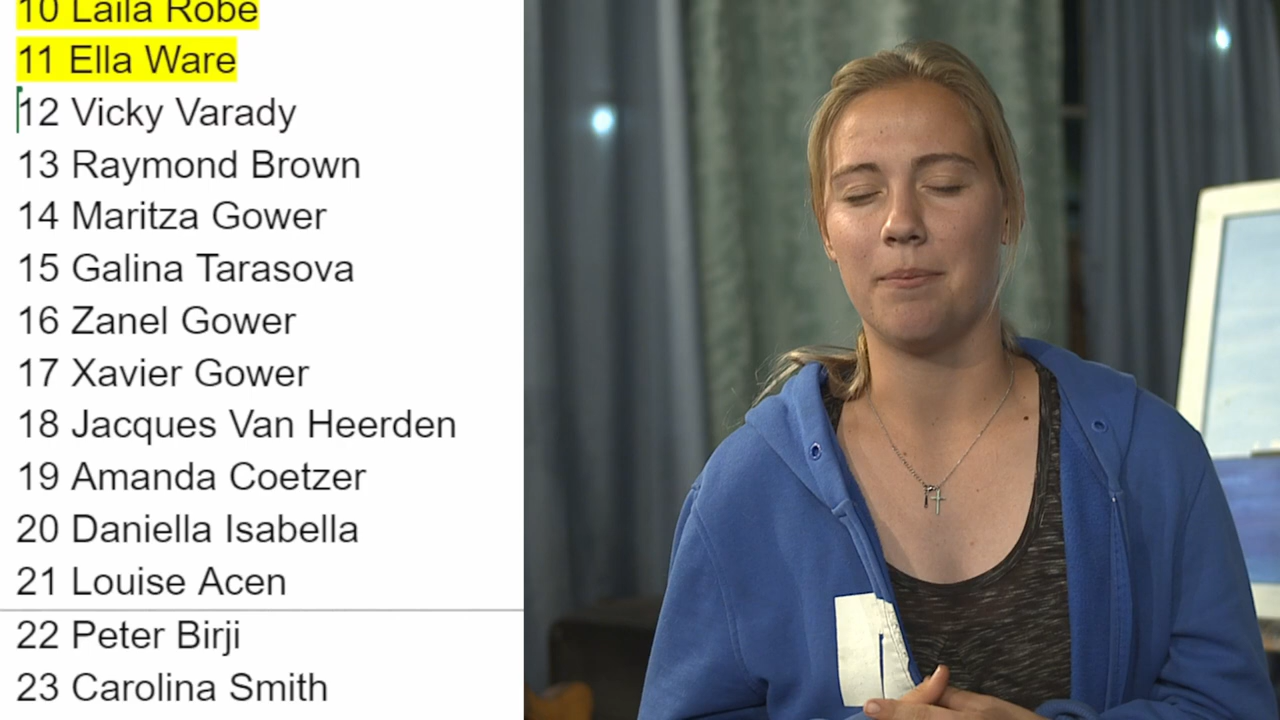 10 Laila Robe
11 Ella Ware
12 Vicky Varady
13 Raymond Brown
14 Maritza Gower
15 Galina Tarasova
16 Zanel Gower
17 Xavier Gower
18 Jacques Van Heerden
19 Amanda Coetzer
20 Daniella Isabella
21 Louise Acen
22 Peter Birji
23 Carolina Smith